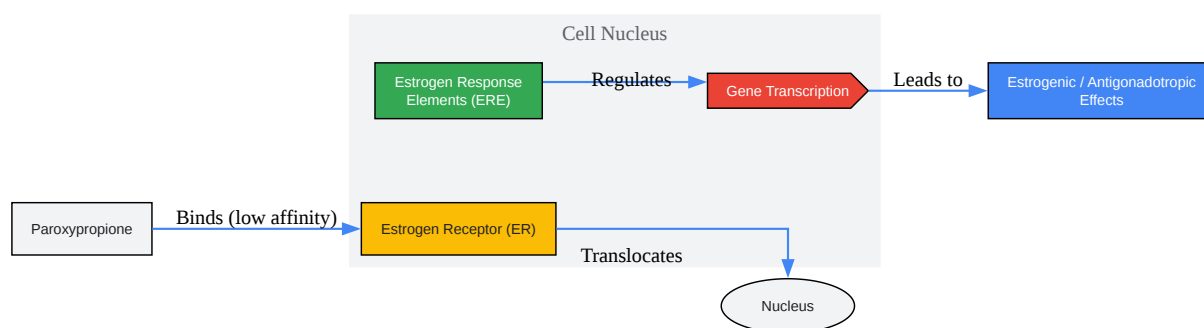 Cell Nucleus
Estrogen Response
Elements (ERE)
Regulates
Gene Transcription
Leads to
Estrogenic / Antigonadotropic
Effects
Paroxypropione
Binds (low affinity)
Estrogen Receptor (ER)
Translocates
Nucleus